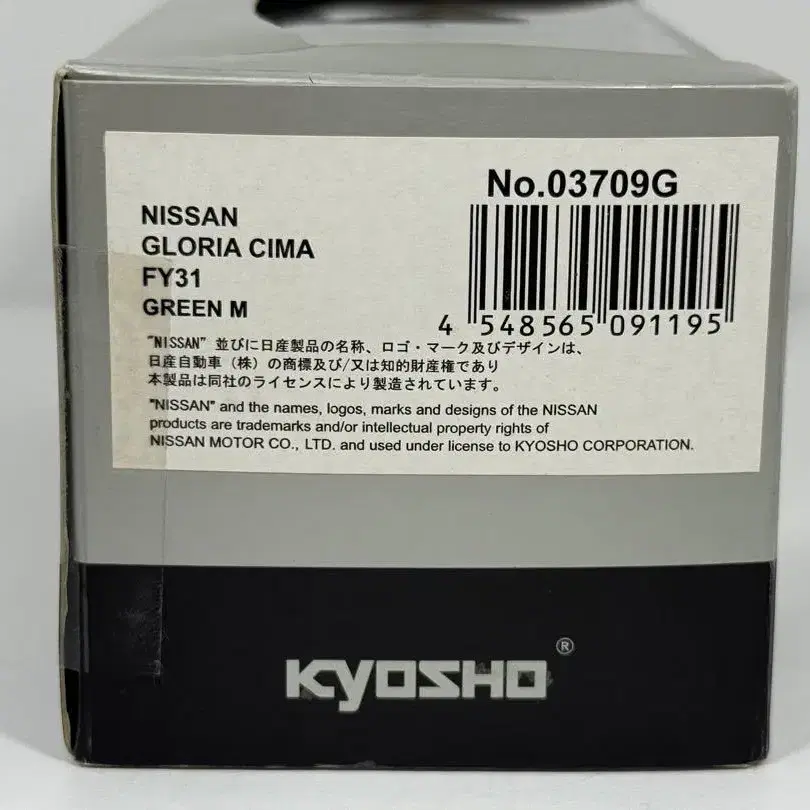 No.03709G
NISSAN
GLORIA CIMA
FY31
GREEN M
4 548565 091195
"NISSAN" 並びに日産製品の名称、ロゴ・マーク及びデザインは、
日産自動車(株)の商標及び/又は知的財産権であり
本製品は同社のライセンスにより製造されています。
"NISSAN" and the names, logos, marks and designs of the NISSAN
products are trademarks and/or intellectual property rights of
NISSAN MOTOR CO., LTD. and used under license to KYOSHO CORPORATION.
KYOSHO®